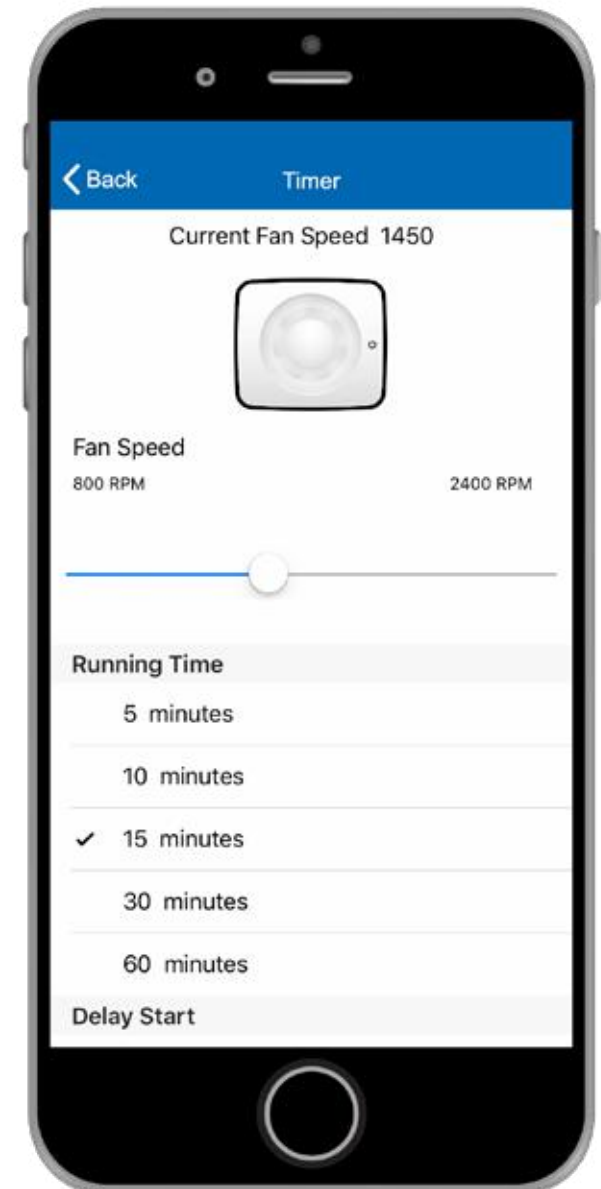 Back Timer
Current Fan Speed 1450
Fan Speed
800 RPM 2400 RPM
Running Time
5 minutes
10 minutes
15 minutes
30 minutes
60 minutes
Delay Start